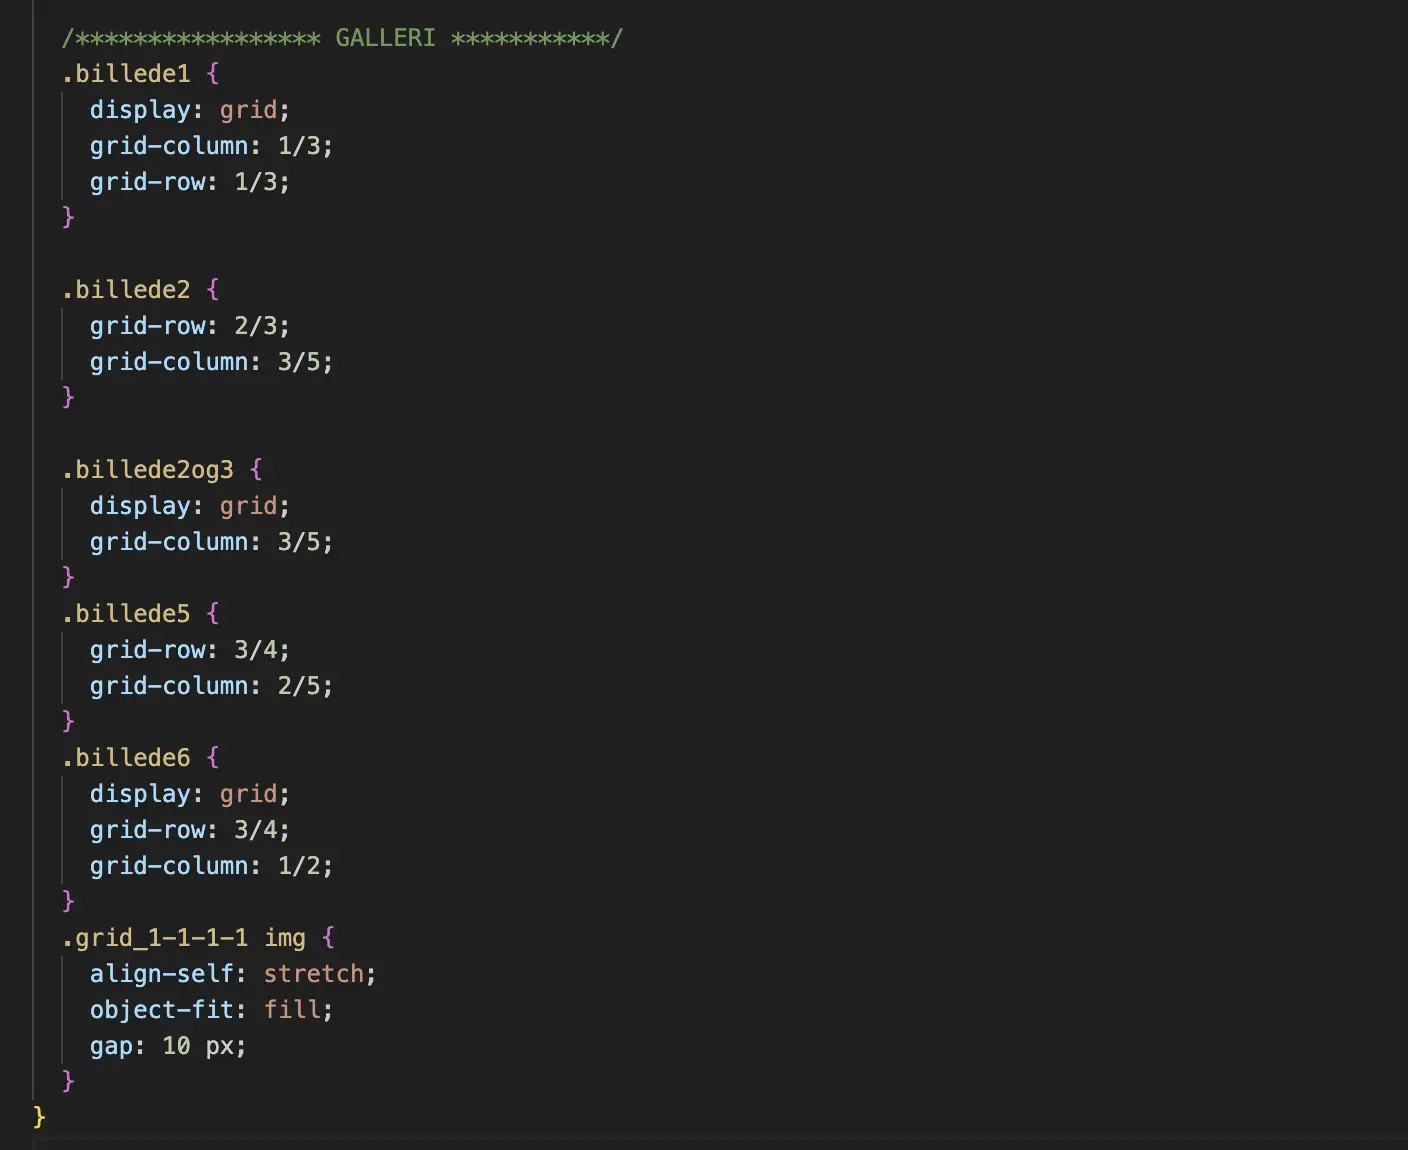 /***************** GALLERI ***********/
.billede1 {
display: grid;
grid-column: 1/3;
grid-row: 1/3;
}
.billede2 {
grid-row: 2/3;
grid-column: 3/5;
}
.billede2og3 {
display: grid;
grid-column: 3/5;
}
.billede5 {
grid-row: 3/4;
grid-column: 2/5;
}
.billede6 {
display: grid;
grid-row: 3/4;
grid-column: 1/2;
}
.grid_1-1-1-1 img {
align-self: stretch;
object-fit: fill;
gap: 10 px;
}
}